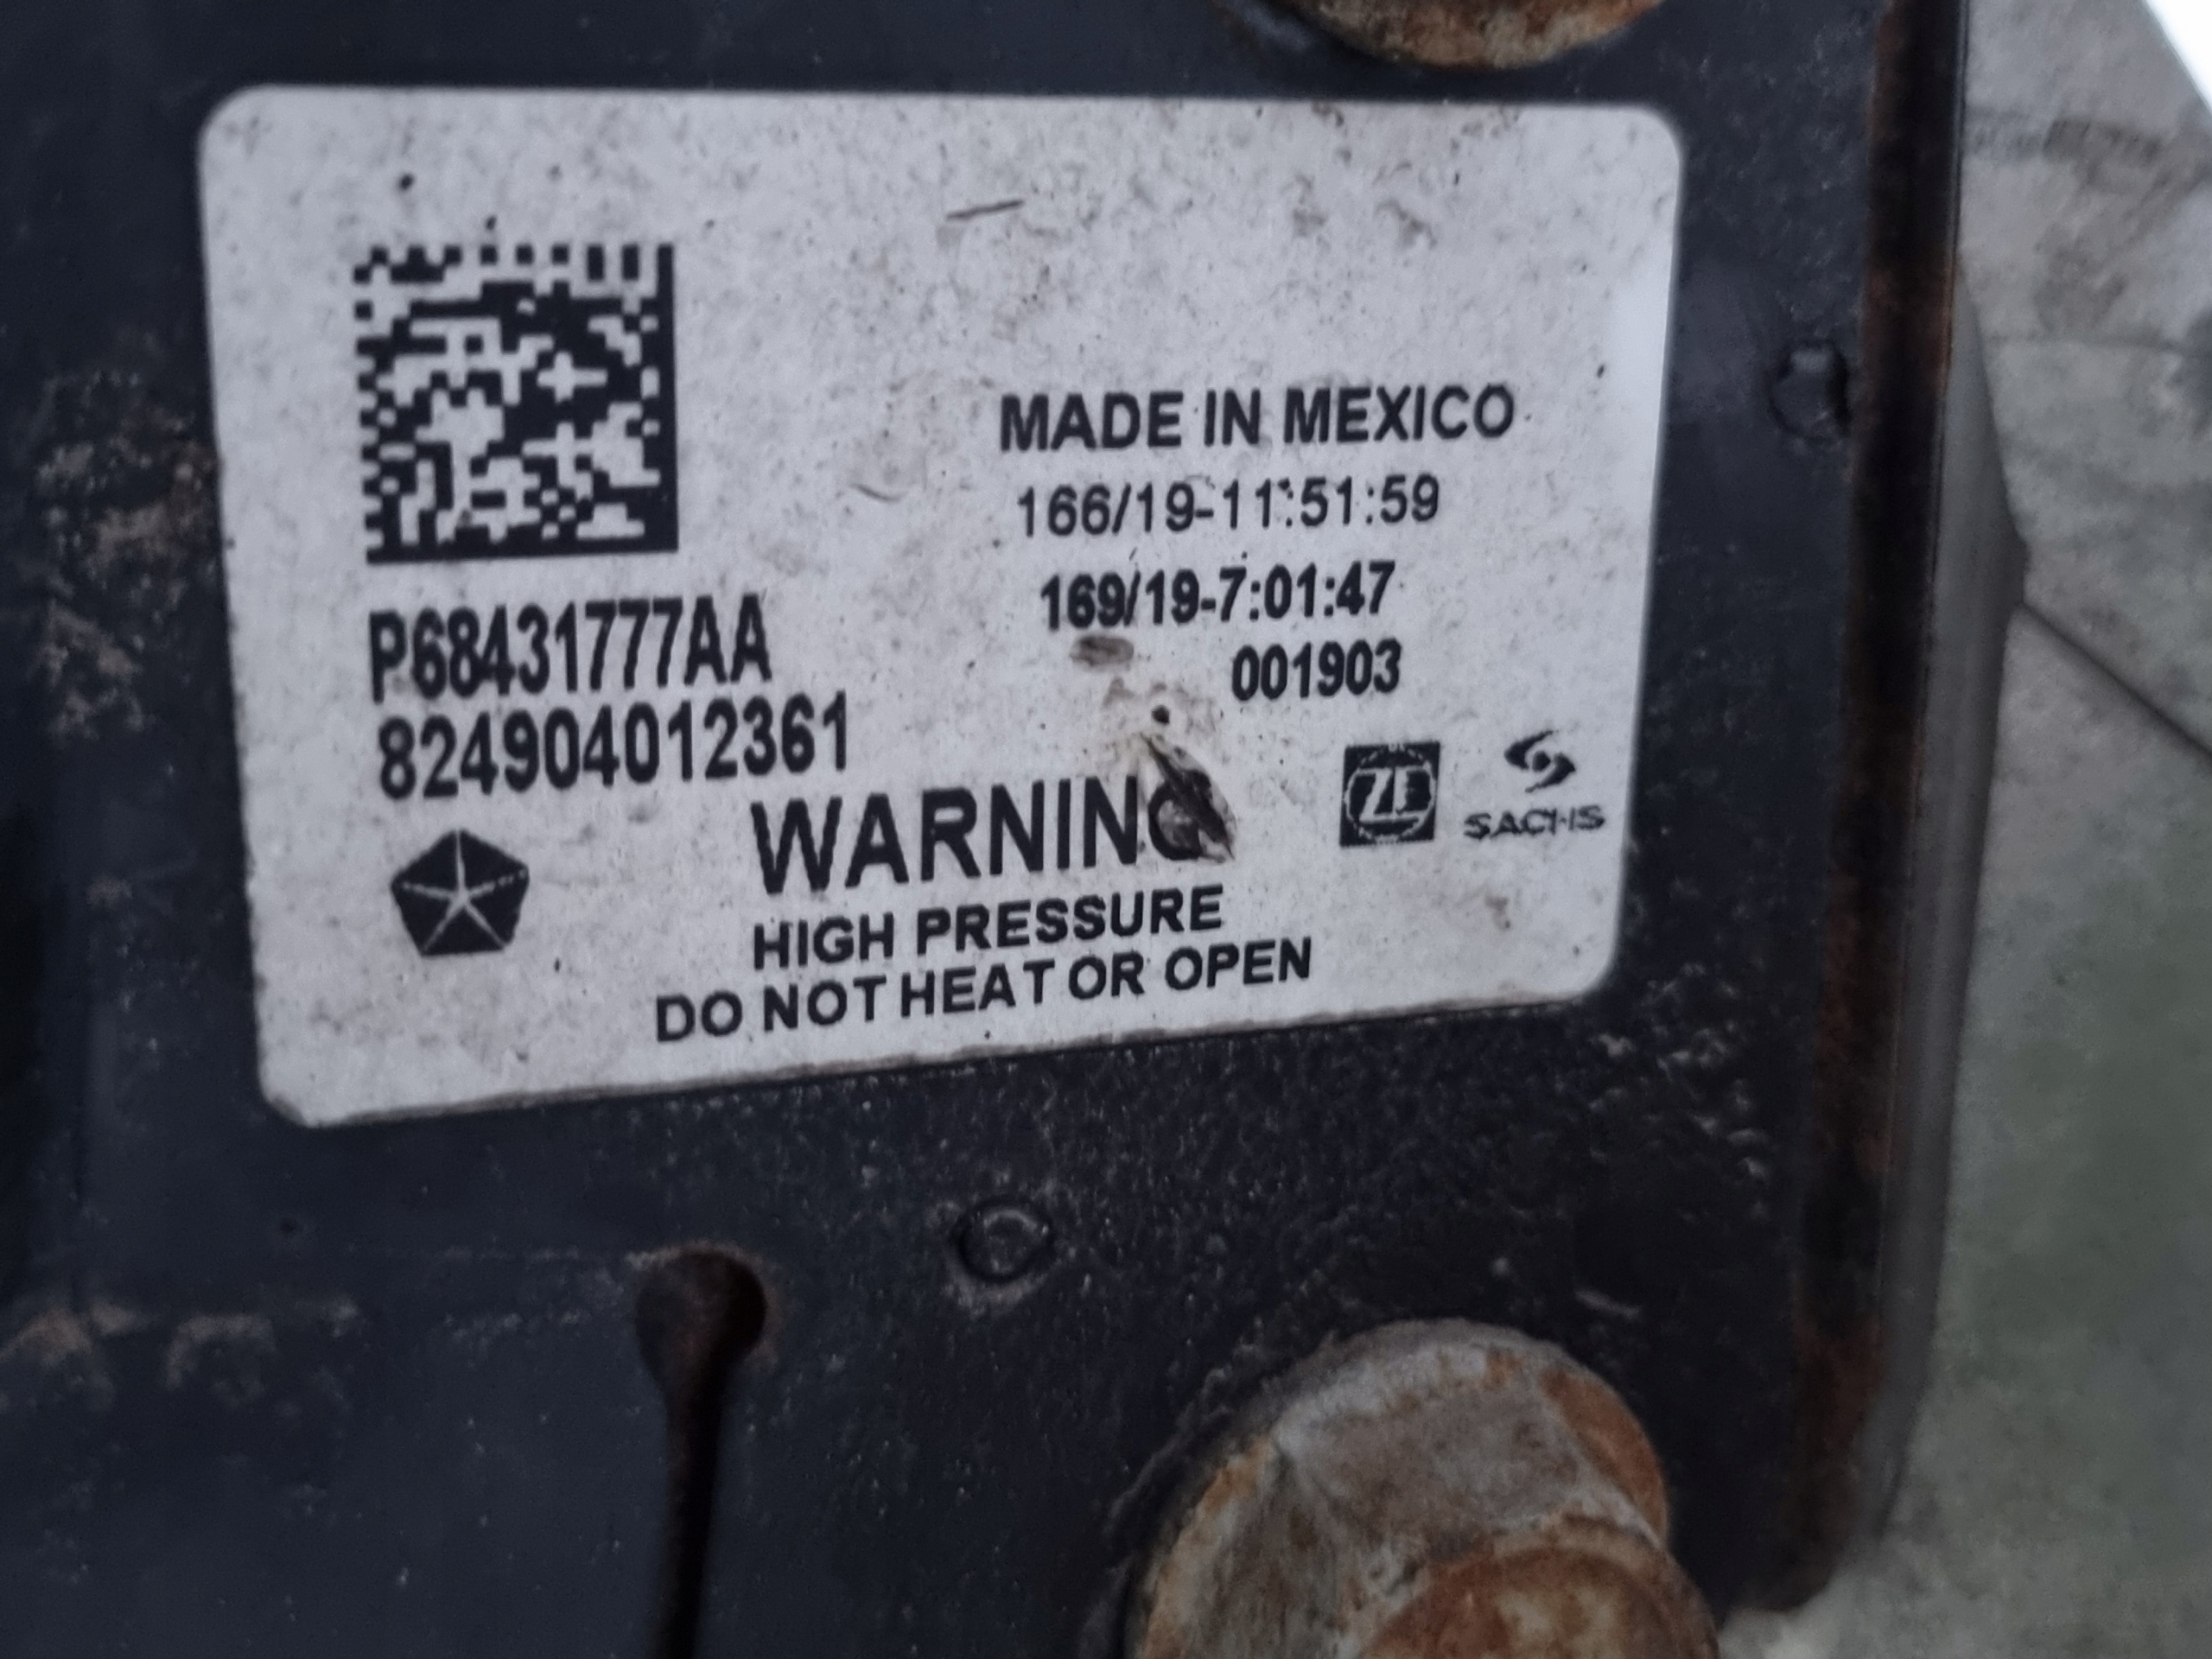 MADE IN MEXICO
166/19-11:51:59
169/19-7:01:47
001903
P68431777AA
824904012361
WARNING
HIGH PRESSURE
DO NOT HEAT OR OPEN
ZF
SACHS